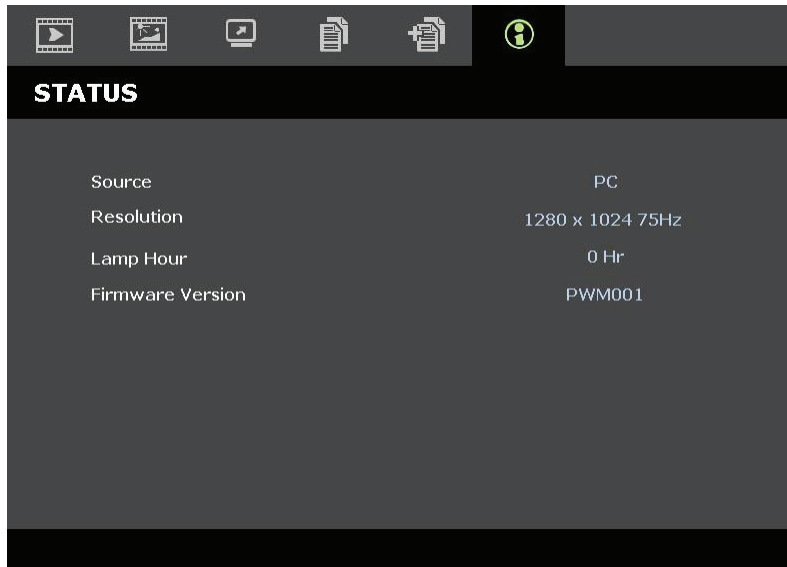 STATUS
Source PC
Resolution 1280 x 1024 75Hz
Lamp Hour 0 Hr
Firmware Version PWM001